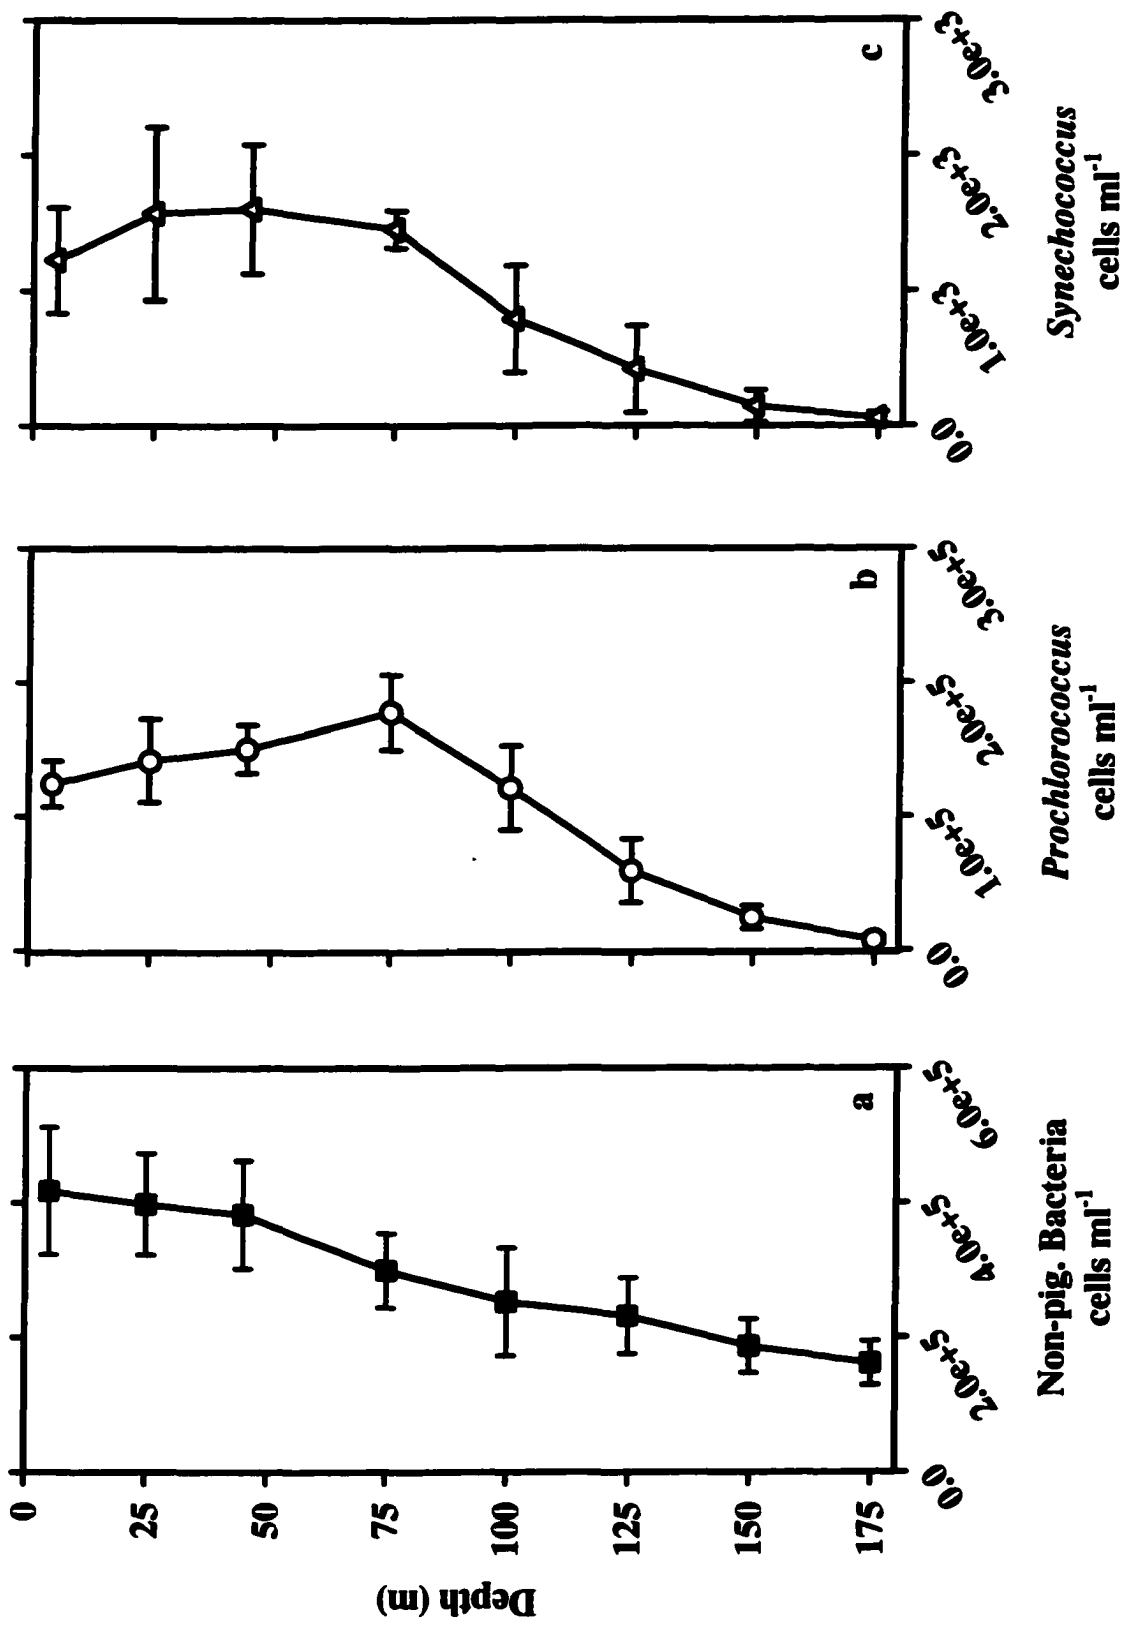 Depth (m)
0
25
50
75
100
125
150
175
a
0.0
2.0e+5
4.0e+5
6.0e+5
Non-pig. Bacteria
cells ml⁻¹
b
0.0
1.0e+5
2.0e+5
3.0e+5
Prochlorococcus
cells ml⁻¹
c
0.0
1.0e+3
2.0e+3
3.0e+3
Synechococcus
cells ml⁻¹